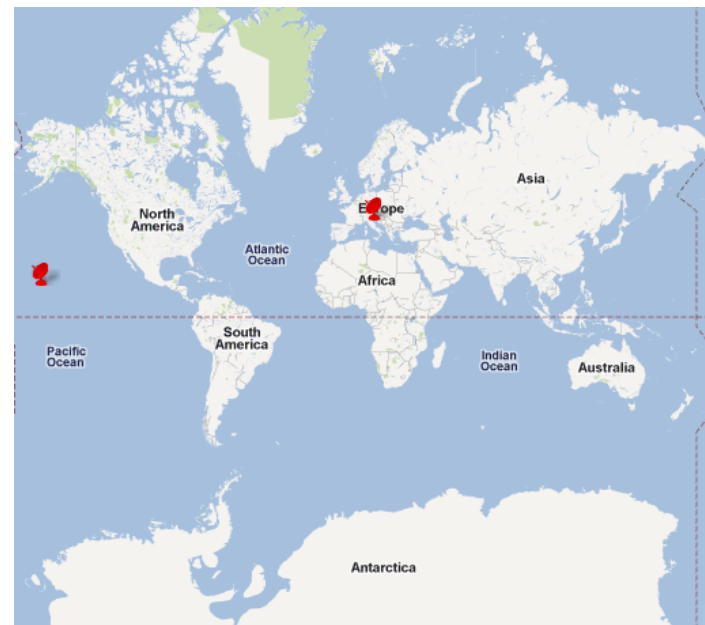 Asia
Europe
North
America
Atlantic
Ocean
Africa
South
America
Pacific
Ocean
Indian
Ocean
Australia
Antarctica